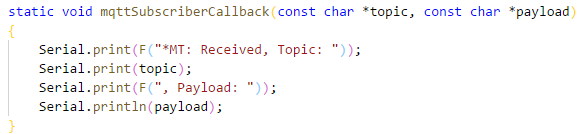 static void mqttSubscriberCallback(const char *topic, const char *payload)
{
    Serial.print(F("*MT: Received, Topic: "));
    Serial.print(topic);
    Serial.print(F(", Payload: "));
    Serial.println(payload);
}